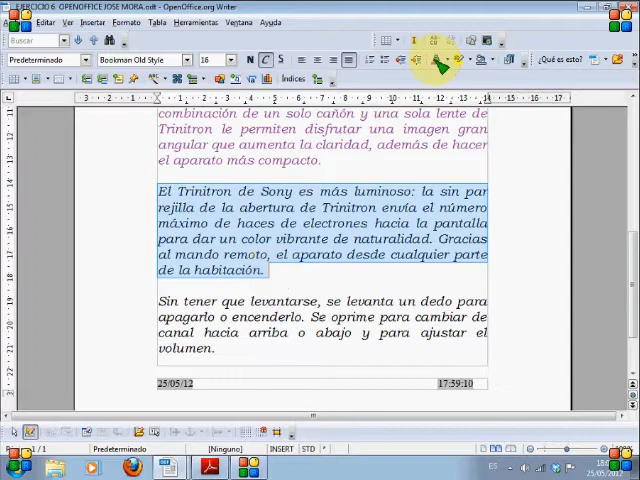 EJERCICIO 6 OPENOFFICE JOSE MORA.odt - OpenOffice.org Writer
Editar Ver Insertar Formato Tabla Herramientas Ventana Ayuda
Buscar
Predeterminado Bookman Old Style 16 N C S ¿Qué es esto?
Índices
combinación de un solo cañón y una sola lente de
Trinitron le permiten disfrutar una imagen gran
angular que aumenta la claridad, además de hacer
el aparato más compacto.
El Trinitron de Sony es más luminoso: la sin par
rejilla de la abertura de Trinitron envía el número
máximo de haces de electrones hacia la pantalla
para dar un color vibrante de naturalidad. Gracias
al mando remoto, el aparato desde cualquier parte
de la habitación.
Sin tener que levantarse, se levanta un dedo para
apagarlo o encenderlo. Se oprime para cambiar de
canal hacia arriba o abajo y para ajustar el
volumen.
25/05/12 17:59:10
1 / 1 Predeterminado [Ninguno] INSERT STD
ES
25/05/2012